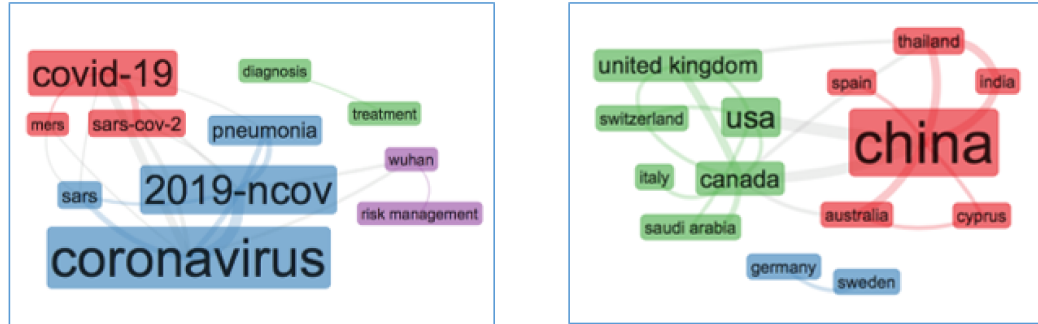 covid-19
diagnosis
mers
sars-cov-2
treatment
pneumonia
wuhan
sars
2019-ncov
risk management
coronavirus
thailand
united kingdom
spain
india
switzerland
usa
china
italy
canada
saudi arabia
australia
cyprus
germany
sweden